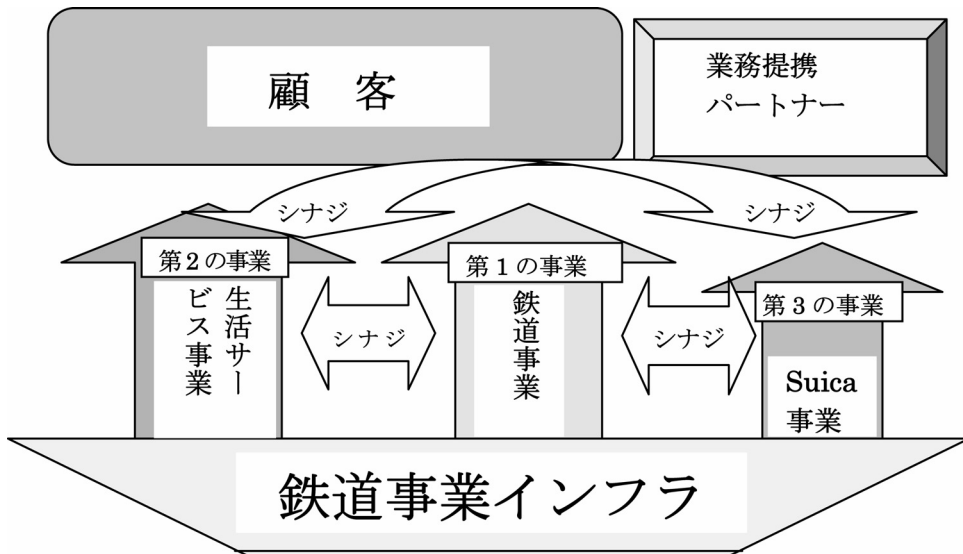 顧 客
業務提携
パートナー
シナジ
シナジ
第2の事業
生活サー
ビス事業
シナジ
第1の事業
鉄道事業
シナジ
第3の事業
Suica
事業
鉄道事業インフラ